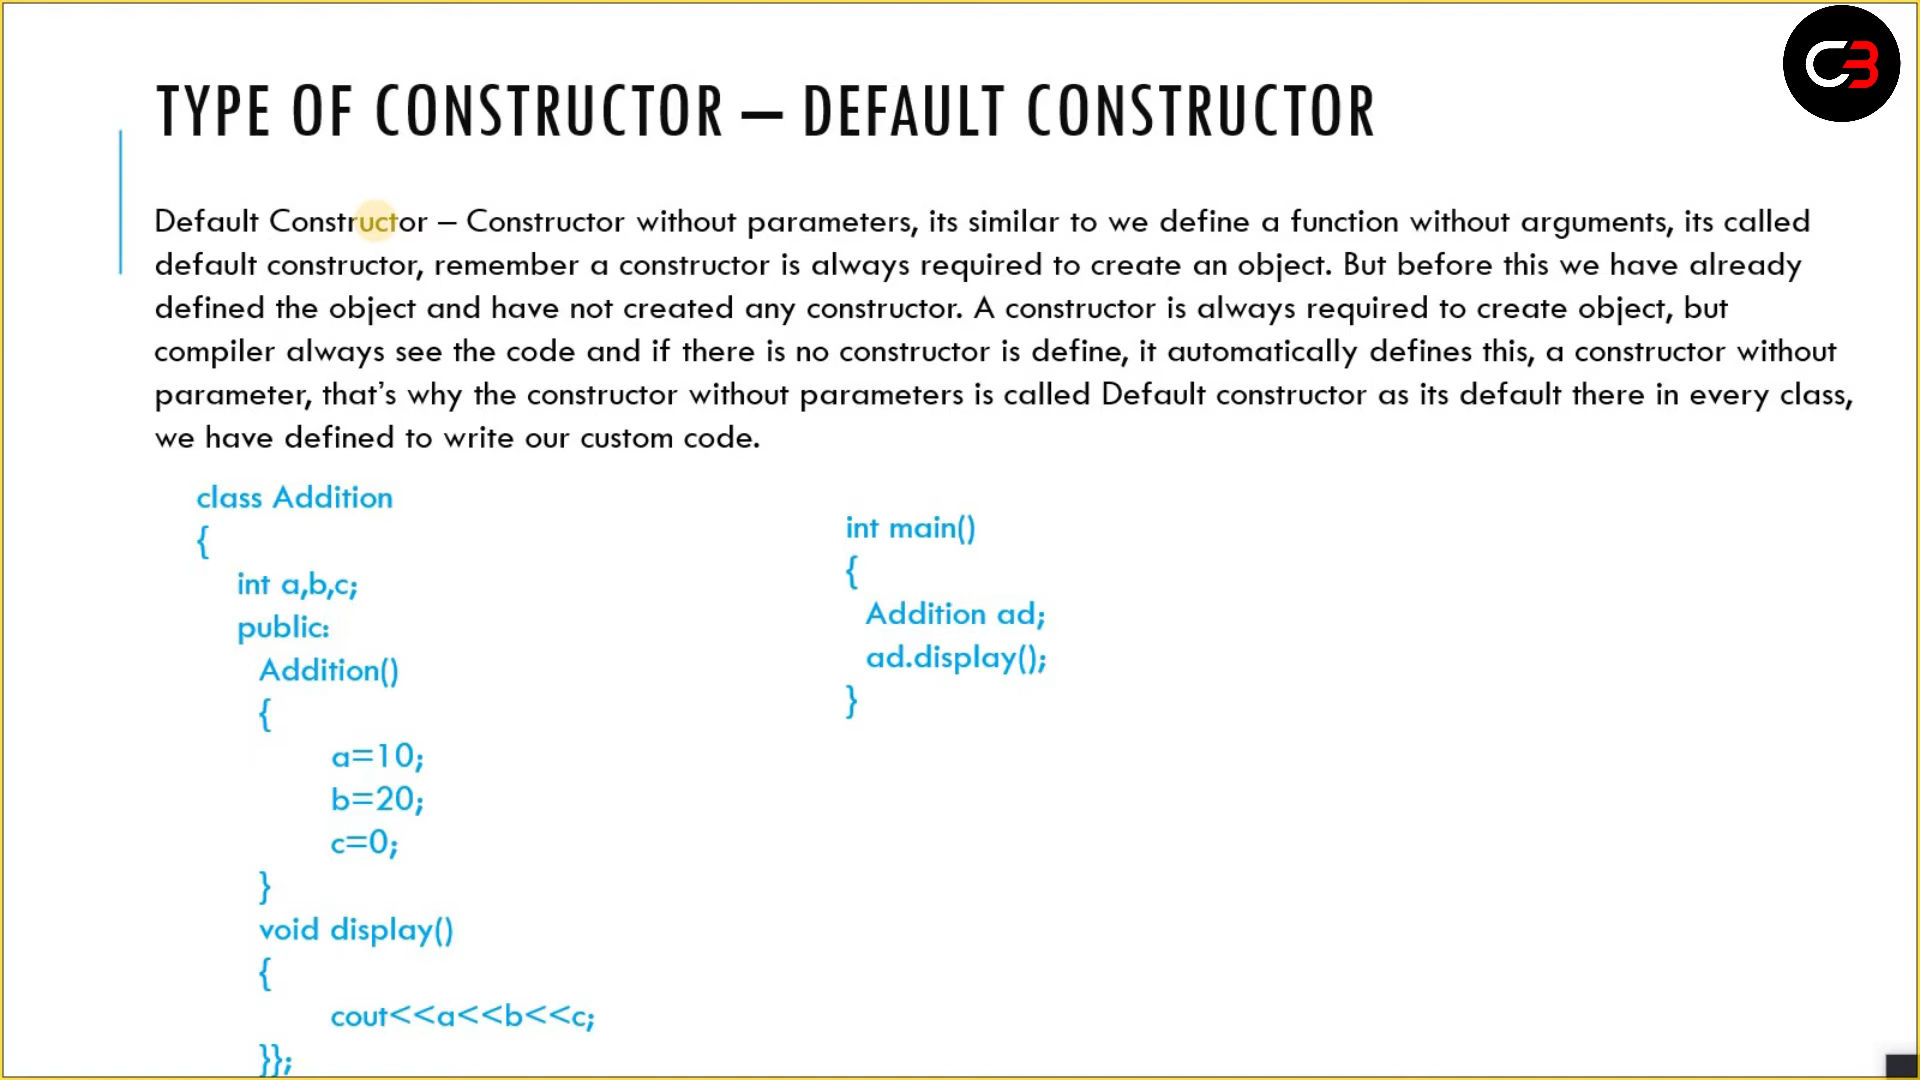 TYPE OF CONSTRUCTOR – DEFAULT CONSTRUCTOR
Default Constructor – Constructor without parameters, its similar to we define a function without arguments, its called
default constructor, remember a constructor is always required to create an object. But before this we have already
defined the object and have not created any constructor. A constructor is always required to create object, but
compiler always see the code and if there is no constructor is define, it automatically defines this, a constructor without
parameter, that's why the constructor without parameters is called Default constructor as its default there in every class,
we have defined to write our custom code.
class Addition
{
int a,b,c;
public:
Addition()
{
a=10;
b=20;
c=0;
}
void display()
{
cout<<a<<b<<c;
}};
int main()
{
Addition ad;
ad.display();
}
CB